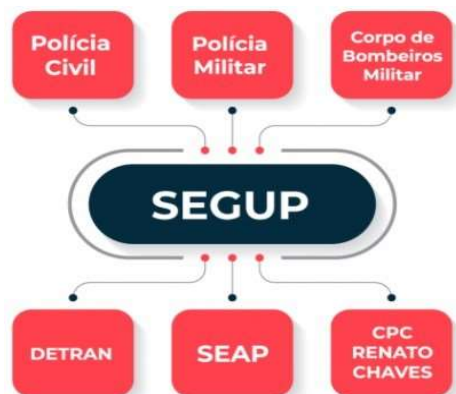 Polícia
Civil
Polícia
Militar
Corpo de
Bombeiros
Militar
SEGUP
DETRAN
SEAP
CPC
RENATO
CHAVES